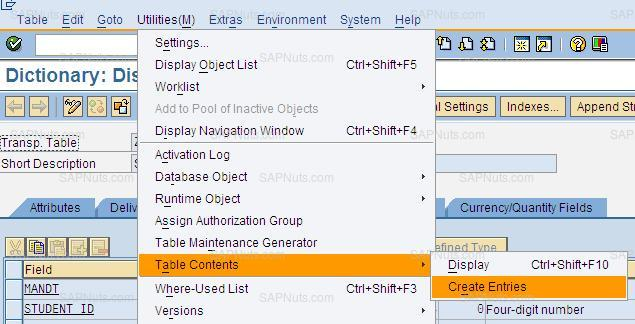 Table Edit Goto Utilities(M) Extras Environment System Help
Settings...
Display Object List Ctrl+Shift+F5
Worklist
Add to Pool of Inactive Objects
Display Navigation Window Ctrl+Shift+F4
Activation Log
Database Object
Runtime Object
Assign Authorization Group
Table Maintenance Generator
Table Contents
Where-Used List Ctrl+Shift+F3
Versions
Display Ctrl+Shift+F10
Create Entries
Dictionary: Dis
Settings Indexes... Append
Transp. Table
Short Description
Attributes Currency/Quantity Fields
Type
Field
MANDT
STUDENT_ID 0 Four-digit number
SAPNuts.com